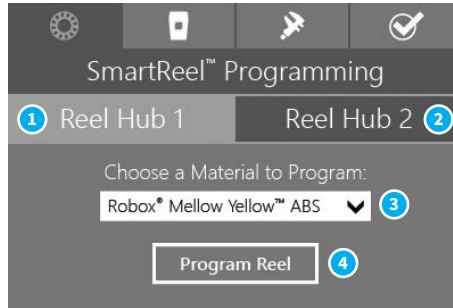 SmartReel™ Programming
1 Reel Hub 1 Reel Hub 2 2
Choose a Material to Program:
Robox® Mellow Yellow™ ABS 3
Program Reel 4